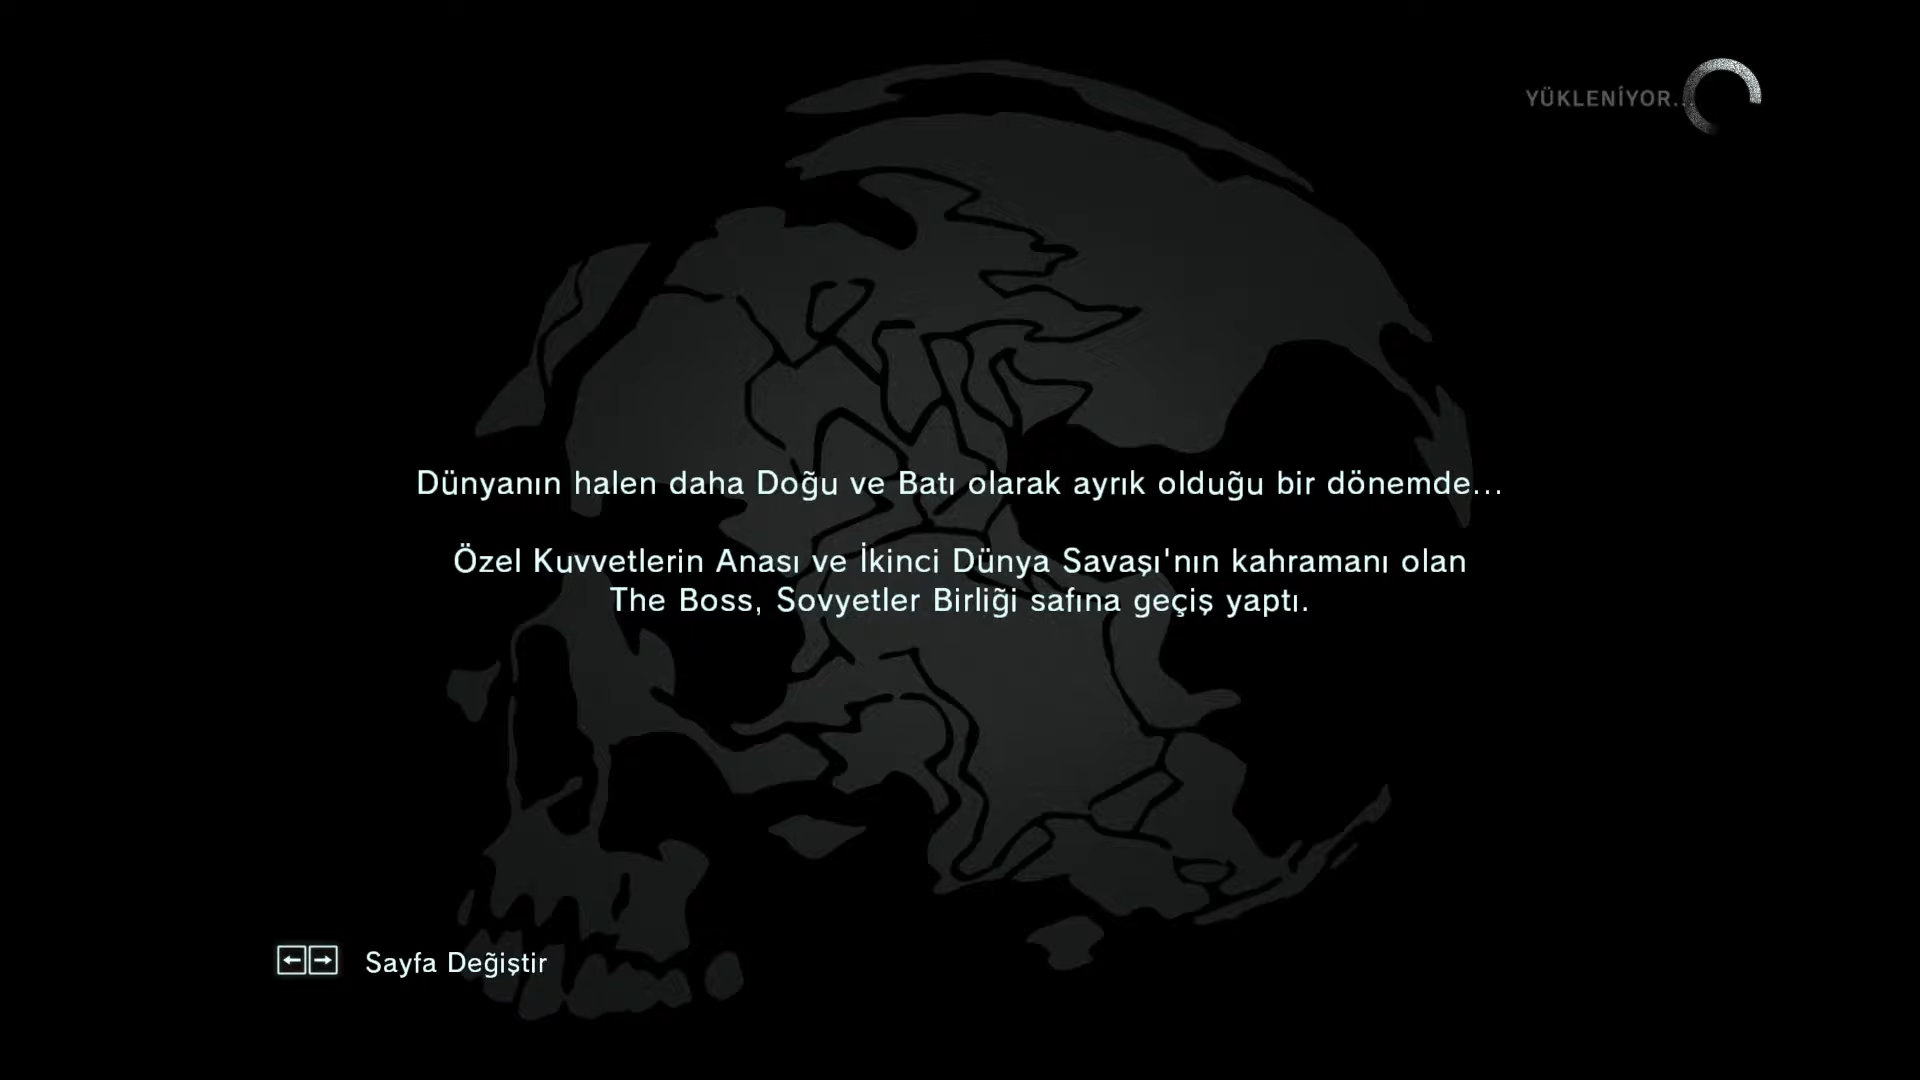 YÜKLENİYOR...
Dünyanın halen daha Doğu ve Batı olarak ayrık olduğu bir dönemde...
Özel Kuvvetlerin Anası ve İkinci Dünya Savaşı'nın kahramanı olan
The Boss, Sovyetler Birliği safına geçiş yaptı.
Sayfa Değiştir